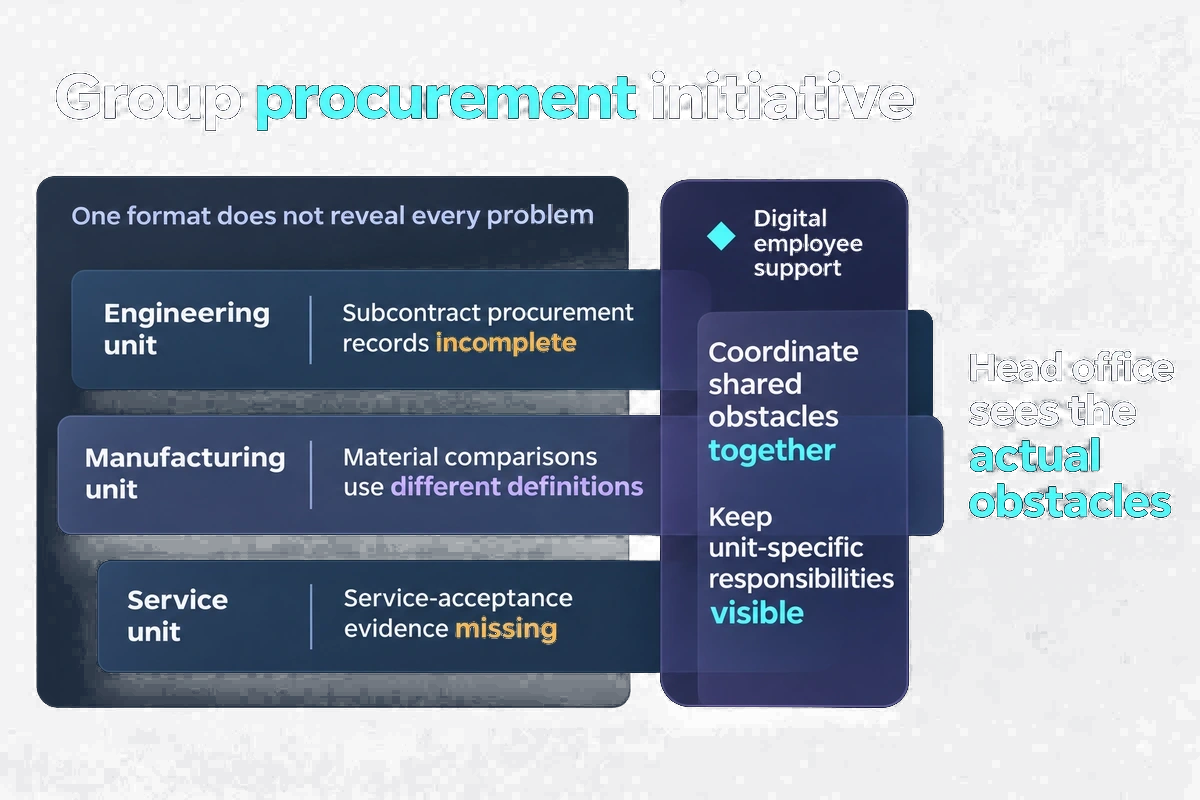 Group procurement initiative
One format does not reveal every problem
Engineering
unit
Subcontract procurement
records incomplete
Manufacturing
unit
Material comparisons
use different definitions
Service
unit
Service-acceptance
evidence missing
Digital
employee
support
Coordinate
shared
obstacles
together
Keep
unit-specific
responsibilities
visible
Head office
sees the
actual
obstacles